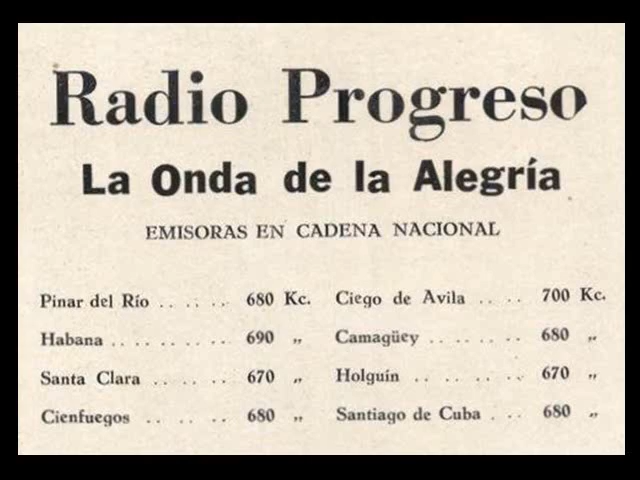 Radio Progreso
La Onda de la Alegría
EMISORAS EN CADENA NACIONAL
Pinar del Río . . . . . . 680 Kc.
Habana . . . . . . . . . 690 „
Santa Clara . . . . . . . 670 „
Cienfuegos . . . . . . . 680 „
Ciego de Avila . . . . . 700 Kc.
Camagüey . . . . . . . . 680 „
Holguín . . . . . . . . . 670 „
Santiago de Cuba . . . . 680 „